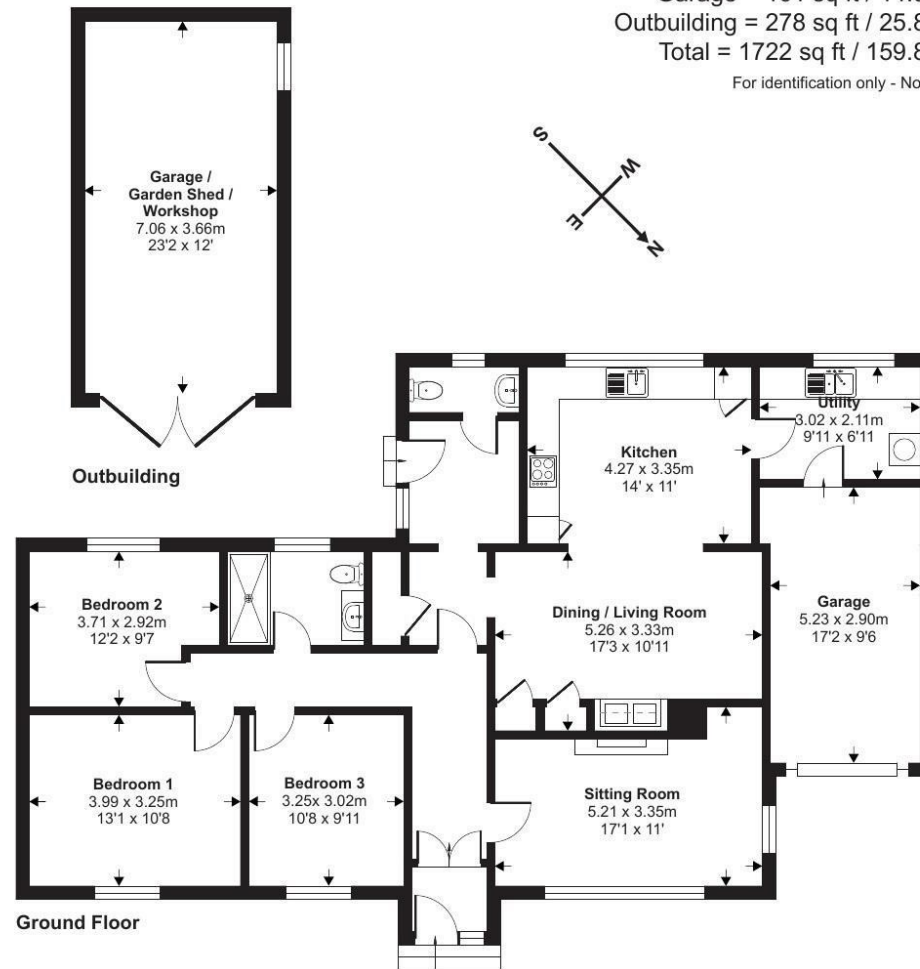 Outbuilding = 278 sq ft / 25.8
Total = 1722 sq ft / 159.8
For identification only - No
S
W
E
N
Garage /
Garden Shed /
Workshop
7.06 x 3.66m
23'2 x 12'
Outbuilding
Utility
3.02 x 2.11m
9'11 x 6'11
Kitchen
4.27 x 3.35m
14' x 11'
Bedroom 2
3.71 x 2.92m
12'2 x 9'7
Dining / Living Room
5.26 x 3.33m
17'3 x 10'11
Garage
5.23 x 2.90m
17'2 x 9'6
Bedroom 1
3.99 x 3.25m
13'1 x 10'8
Bedroom 3
3.25x 3.02m
10'8 x 9'11
Sitting Room
5.21 x 3.35m
17'1 x 11'
Ground Floor